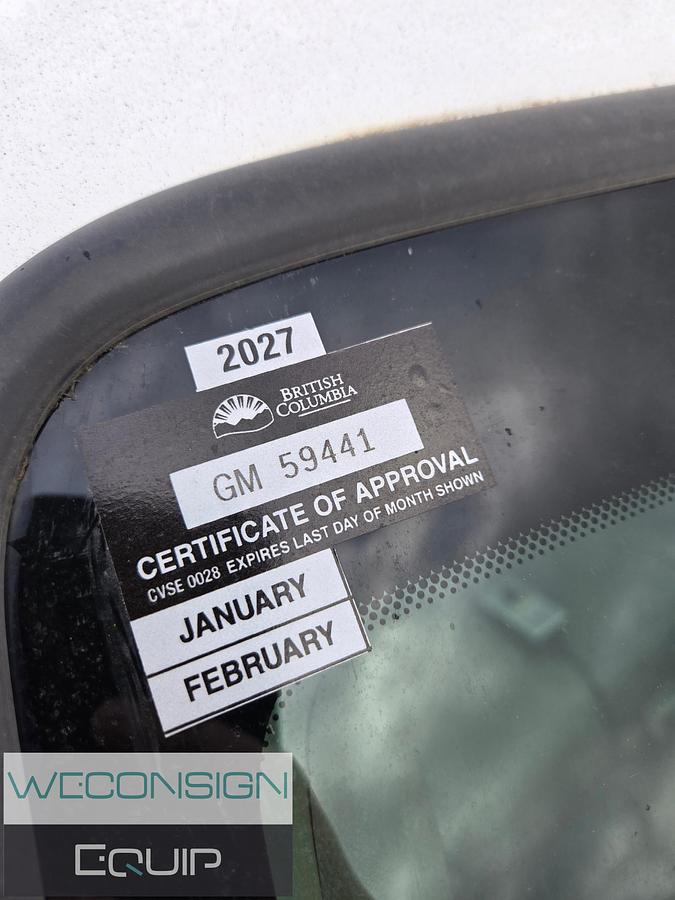 2027
BRITISH
COLUMBIA
GM 59441
CERTIFICATE OF APPROVAL
CVSE 0028 EXPIRES LAST DAY OF MONTH SHOWN
JANUARY
FEBRUARY
WECONSIGN
EQUIP